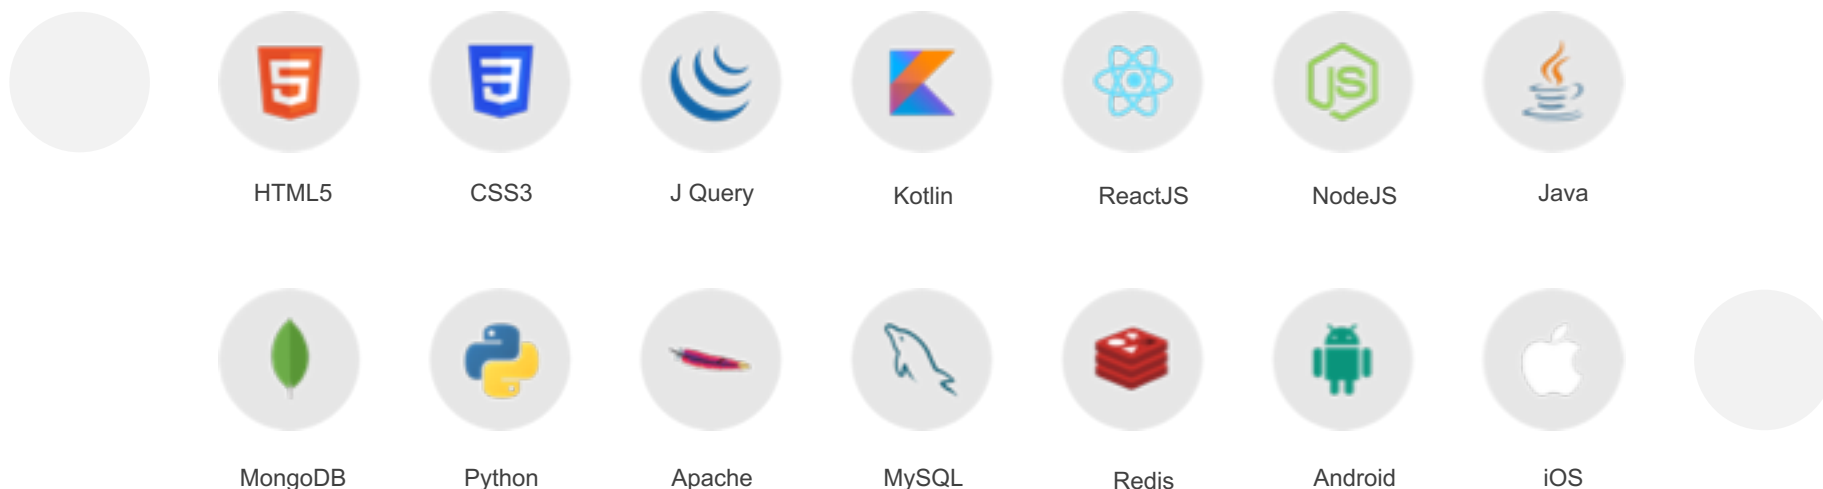 HTML5 CSS3 J Query Kotlin ReactJS NodeJS Java
MongoDB Python Apache MySQL Redis Android iOS